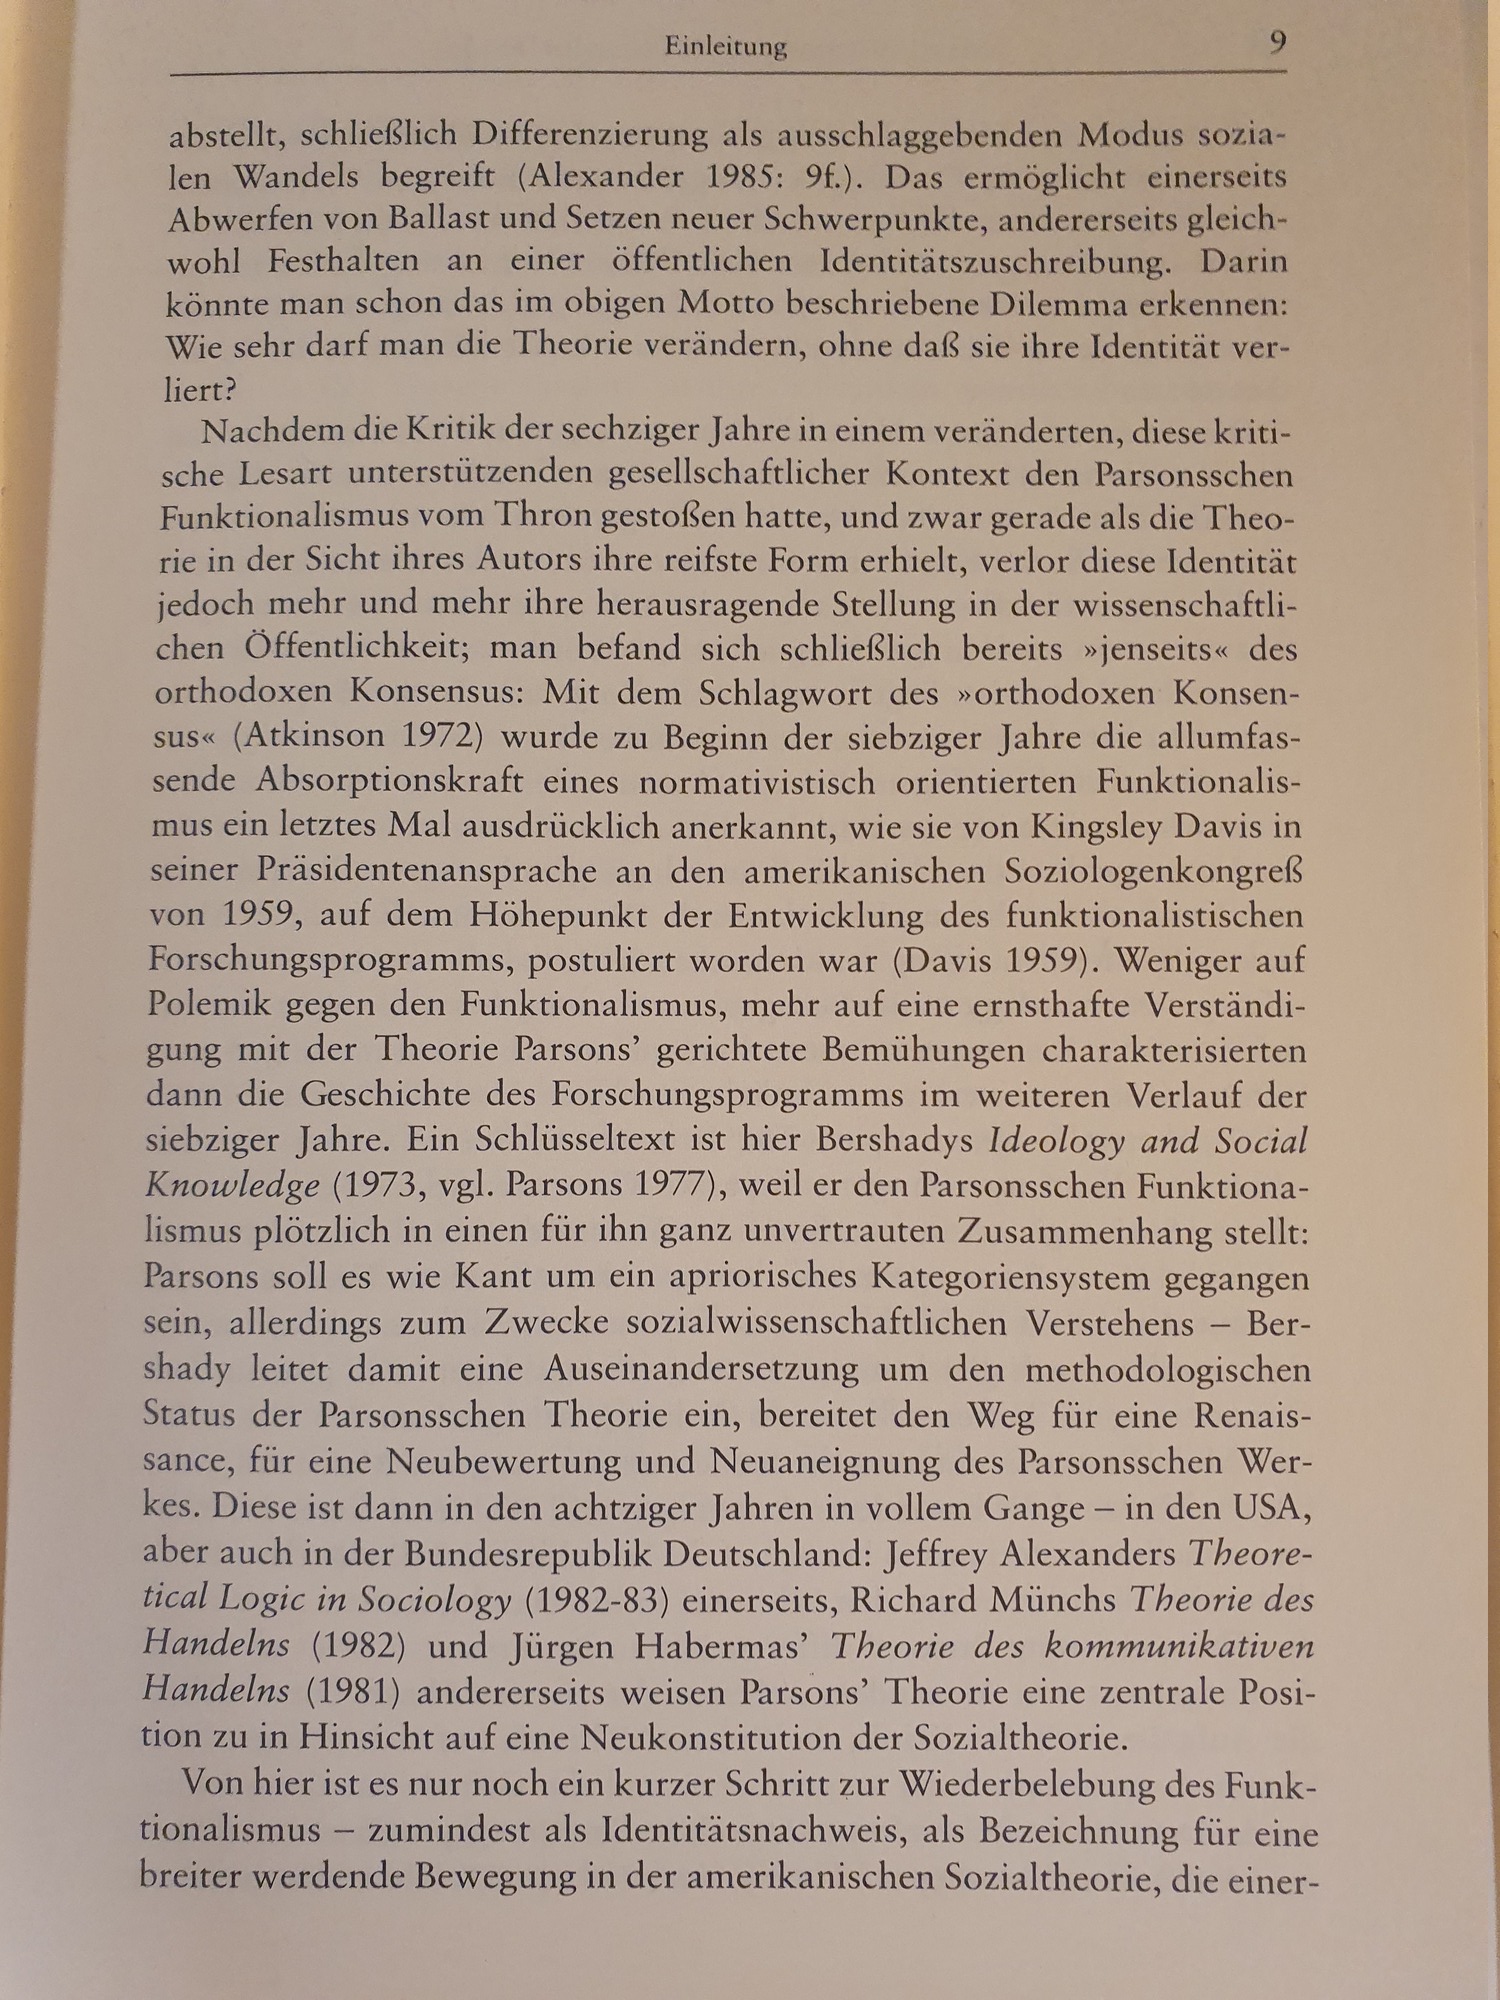 Einleitung 9
abstellt, schließlich Differenzierung als ausschlaggebenden Modus sozia-
len Wandels begreift (Alexander 1985: 9f.). Das ermöglicht einerseits
Abwerfen von Ballast und Setzen neuer Schwerpunkte, andererseits gleich-
wohl Festhalten an einer öffentlichen Identitätszuschreibung. Darin
könnte man schon das im obigen Motto beschriebene Dilemma erkennen:
Wie sehr darf man die Theorie verändern, ohne daß sie ihre Identität ver-
liert?
Nachdem die Kritik der sechziger Jahre in einem veränderten, diese kriti-
sche Lesart unterstützenden gesellschaftlicher Kontext den Parsonsschen
Funktionalismus vom Thron gestoßen hatte, und zwar gerade als die Theo-
rie in der Sicht ihres Autors ihre reifste Form erhielt, verlor diese Identität
jedoch mehr und mehr ihre herausragende Stellung in der wissenschaftli-
chen Öffentlichkeit; man befand sich schließlich bereits »jenseits« des
orthodoxen Konsensus: Mit dem Schlagwort des »orthodoxen Konsen-
sus« (Atkinson 1972) wurde zu Beginn der siebziger Jahre die allumfas-
sende Absorptionskraft eines normativistisch orientierten Funktionalis-
mus ein letztes Mal ausdrücklich anerkannt, wie sie von Kingsley Davis in
seiner Präsidentenansprache an den amerikanischen Soziologenkongreß
von 1959, auf dem Höhepunkt der Entwicklung des funktionalistischen
Forschungsprogramms, postuliert worden war (Davis 1959). Weniger auf
Polemik gegen den Funktionalismus, mehr auf eine ernsthafte Verständi-
gung mit der Theorie Parsons’ gerichtete Bemühungen charakterisierten
dann die Geschichte des Forschungsprogramms im weiteren Verlauf der
siebziger Jahre. Ein Schlüsseltext ist hier Bershadys Ideology and Social
Knowledge (1973, vgl. Parsons 1977), weil er den Parsonsschen Funktiona-
lismus plötzlich in einen für ihn ganz unvertrauten Zusammenhang stellt:
Parsons soll es wie Kant um ein apriorisches Kategoriensystem gegangen
sein, allerdings zum Zwecke sozialwissenschaftlichen Verstehens – Ber-
shady leitet damit eine Auseinandersetzung um den methodologischen
Status der Parsonsschen Theorie ein, bereitet den Weg für eine Renais-
sance, für eine Neubewertung und Neuaneignung des Parsonsschen Wer-
kes. Diese ist dann in den achtziger Jahren in vollem Gange – in den USA,
aber auch in der Bundesrepublik Deutschland: Jeffrey Alexanders Theore-
tical Logic in Sociology (1982-83) einerseits, Richard Münchs Theorie des
Handelns (1982) und Jürgen Habermas’ Theorie des kommunikativen
Handelns (1981) andererseits weisen Parsons’ Theorie eine zentrale Posi-
tion zu in Hinsicht auf eine Neukonstitution der Sozialtheorie.
Von hier ist es nur noch ein kurzer Schritt zur Wiederbelebung des Funk-
tionalismus – zumindest als Identitätsnachweis, als Bezeichnung für eine
breiter werdende Bewegung in der amerikanischen Sozialtheorie, die einer-